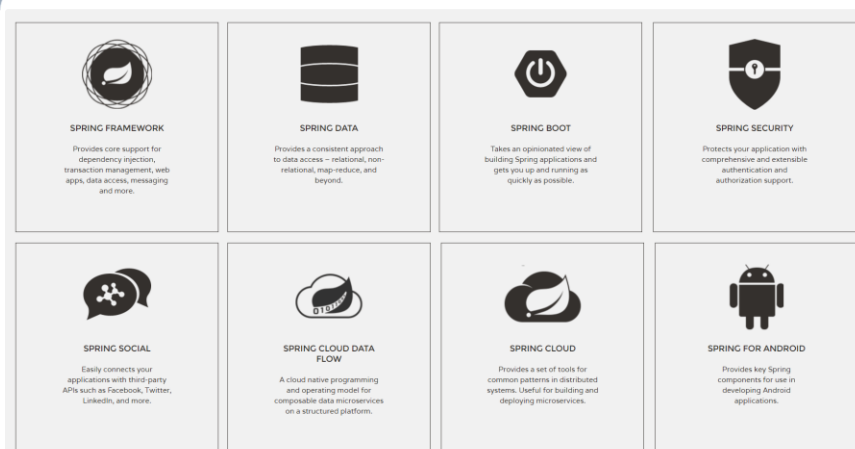 SPRING FRAMEWORK
Provides core support for
dependency injection,
transaction management, web
apps, data access, messaging
and more.
SPRING DATA
Provides a consistent approach
to data access – relational, non-
relational, map-reduce, and
beyond.
SPRING BOOT
Takes an opinionated view of
building Spring applications and
gets you up and running as
quickly as possible.
SPRING SECURITY
Protects your application with
comprehensive and extensible
authentication and
authorization support.
SPRING SOCIAL
Easily connects your
applications with third-party
APIs such as Facebook, Twitter,
LinkedIn, and more.
SPRING CLOUD DATA
FLOW
A cloud native programming
and operating model for
composable data microservices
on a structured platform.
SPRING CLOUD
Provides a set of tools for
common patterns in distributed
systems. Useful for building and
deploying microservices.
SPRING FOR ANDROID
Provides key Spring
components for use in
developing Android
applications.